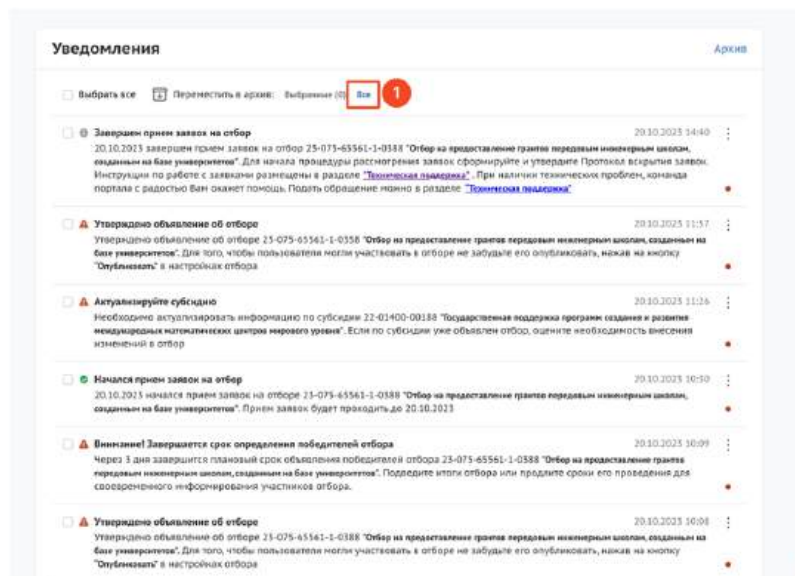 Уведомления
Архив
Выбрать все
Переместить в архив: Выбранные (0) Все 1
Завершен прием заявок на отбор 20.10.2023 14:40
20.10.2023 завершен прием заявок на отбор 23-075-65561-1-0388 "Отбор на предоставление грантов передовым инженерным школам,
созданным на базе университетов". Для начала процедуры рассмотрения заявок сформируйте и утвердите Протокол вскрытия заявок.
Инструкции по работе с заявками размещены в разделе "Техническая поддержка" . При наличии технических проблем, команда
портала с радостью Вам окажет помощь. Подать обращение можно в разделе "Техническая поддержка"
Утверждено объявление об отборе 20.10.2023 11:57
Утверждено объявление об отборе 23-075-65561-1-0358 "Отбор на предоставление грантов передовым инженерным школам, созданным на
базе университетов". Для того, чтобы пользователи могли участвовать в отборе не забудьте его опубликовать, нажав на кнопку
"Опубликовать" в настройках отбора
Актуализируйте субсидию 20.10.2023 11:26
Необходимо актуализировать информацию по субсидии 22-01400-00188 "Государственная поддержка программ создания и развития
международных математических центров мирового уровня". Если по субсидии уже объявлен отбор, оцените необходимость внесения
изменений в отбор
Начался прием заявок на отбор 20.10.2023 10:30
20.10.2023 начался прием заявок на отборе 23-075-65561-1-0388 "Отбор на предоставление грантов передовым инженерным школам,
созданным на базе университетов". Прием заявок будет проходить до 20.10.2023
Внимание! Завершается срок определения победителей отбора 20.10.2023 10:09
Через 3 дня завершится плановый срок объявления победителей отбора 23-075-65561-1-0388 "Отбор на предоставление грантов
передовым инженерным школам, созданным на базе университетов". Подведите итоги отбора или продлите сроки его проведения для
своевременного информирования участников отбора.
Утверждено объявление об отборе 20.10.2023 10:08
Утверждено объявление об отборе 23-075-65561-1-0388 "Отбор на предоставление грантов передовым инженерным школам, созданным на
базе университетов". Для того, чтобы пользователи могли участвовать в отборе не забудьте его опубликовать, нажав на кнопку
"Опубликовать" в настройках отбора